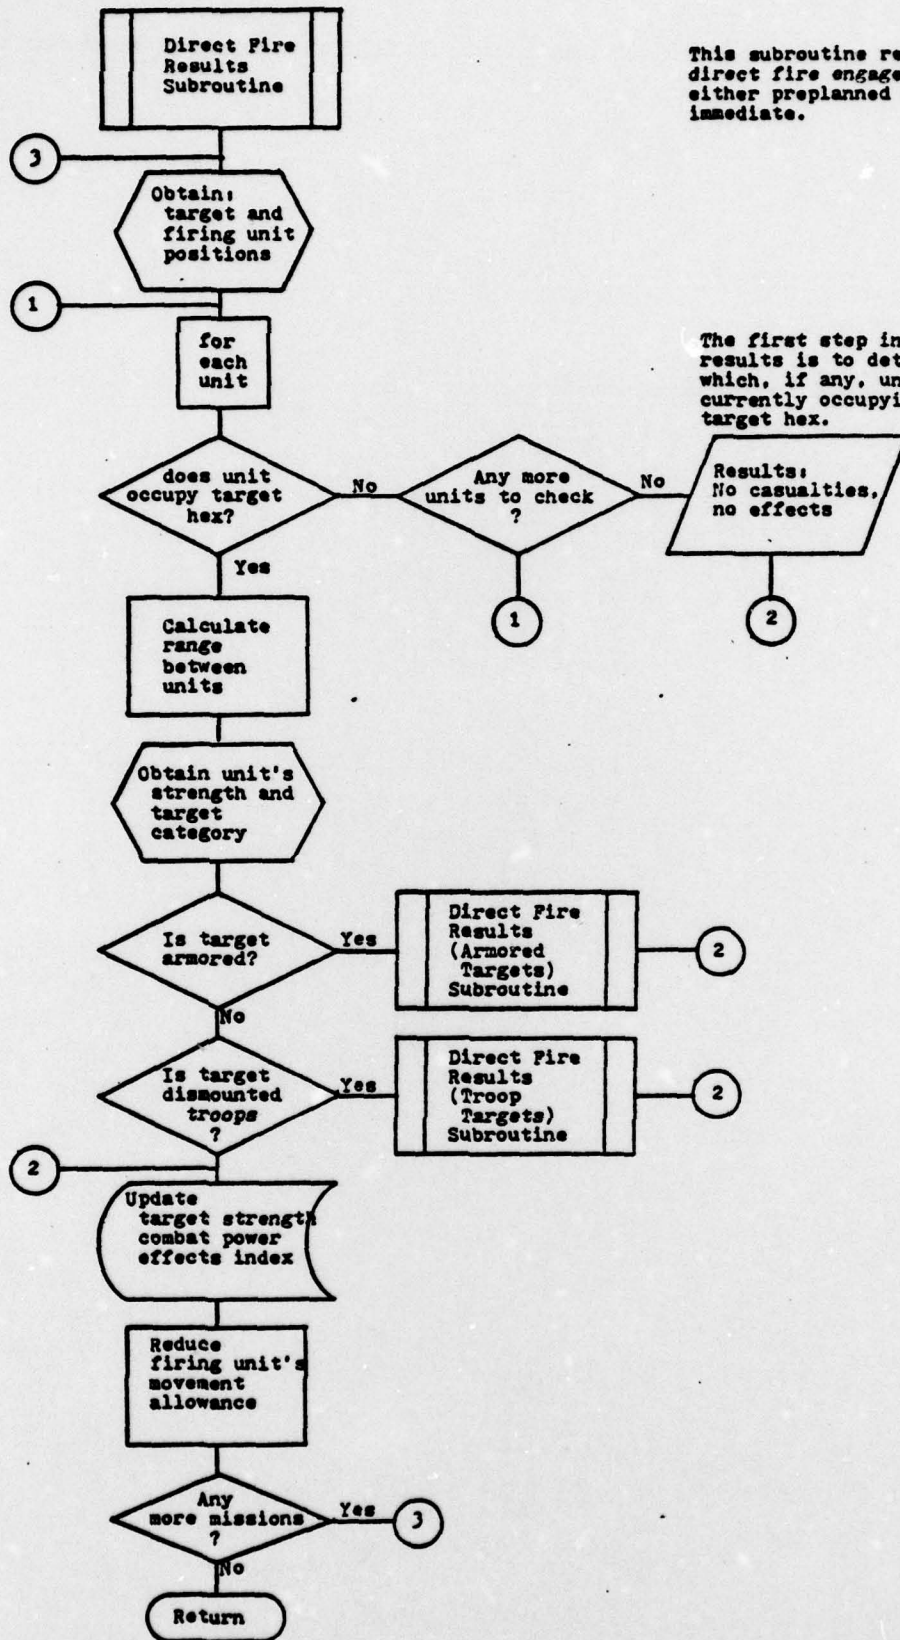 Direct Fire
Results
Subroutine
This subroutine
direct fire
either preplanned
immediate.
3
Obtain:
target and
firing unit
positions
1
for
each
unit
The first step in
results is to
which, if any,
currently
target hex.
does unit
occupy target
hex?
No
Any more
units to check
?
No
Results:
No casualties,
no effects
Yes
1
2
Calculate
range
between
units
Obtain unit's
strength and
target
category
Is target
armored?
Yes
Direct Fire
Results
(Armored
Targets)
Subroutine
2
No
Is target
dismounted
troops
?
Yes
Direct Fire
Results
(Troop
Targets)
Subroutine
2
2
Update
target strength
combat power
effects index
Reduce
firing unit's
movement
allowance
Any
more missions
?
Yes
3
No
Return